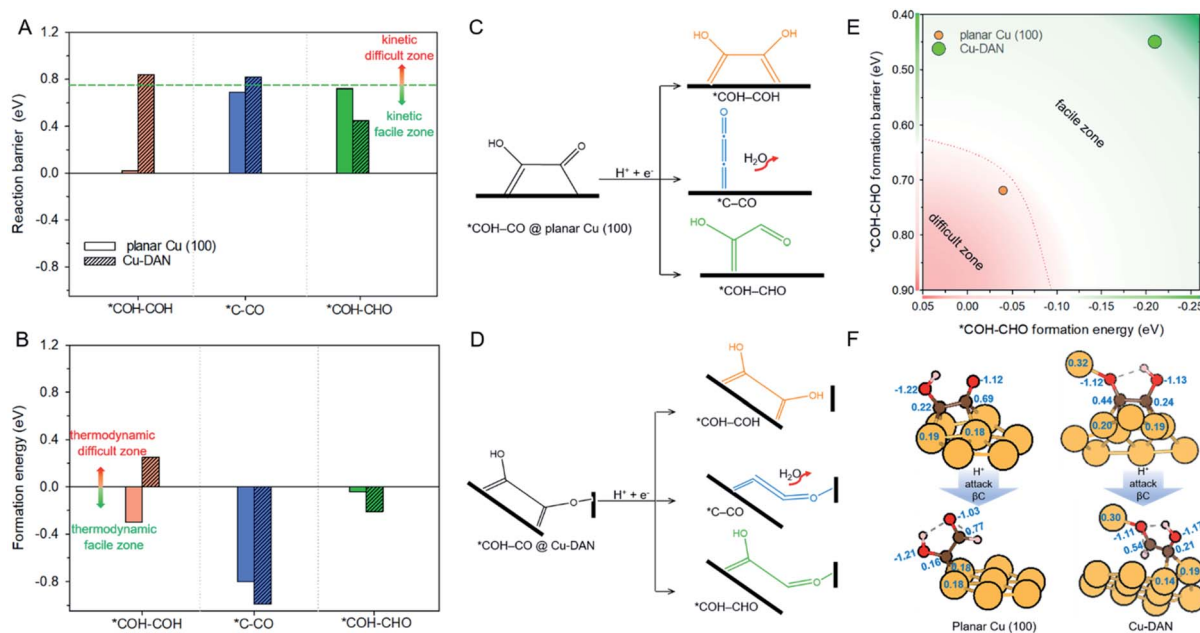 A
1.2
0.8
0.4
0.0
-0.4
-0.8
Reaction barrier (eV)
kinetic
difficult zone
kinetic
facile zone
planar Cu (100)
Cu-DAN
*COH-COH
*C-CO
*COH-CHO
B
1.2
0.8
0.4
0.0
-0.4
-0.8
Formation energy (eV)
thermodynamic
difficult zone
thermodynamic
facile zone
*COH-COH
*C-CO
*COH-CHO
C
HO
O
*COH–CO @ planar Cu (100)
H⁺ + e⁻
HO
OH
*COH–COH
O
H₂O
*C–CO
HO
O
*COH–CHO
D
HO
O
*COH–CO @ Cu-DAN
H⁺ + e⁻
HO
OH
*COH–COH
H₂O
O
*C–CO
HO
O
*COH–CHO
E
0.40
0.50
0.60
0.70
0.80
0.90
*COH-CHO formation barrier (eV)
planar Cu (100)
Cu-DAN
facile zone
difficult zone
0.05
0.00
-0.05
-0.10
-0.15
-0.20
-0.25
*COH-CHO formation energy (eV)
F
-1.22
-1.12
0.22
0.69
0.19
0.18
H⁺
attack
βC
-1.03
0.77
-1.21
0.16
0.18
0.18
Planar Cu (100)
0.32
-1.12
-1.13
0.44
0.24
0.20
0.19
H⁺
attack
βC
0.30
-1.11
0.54
0.21
0.19
0.14
Cu-DAN